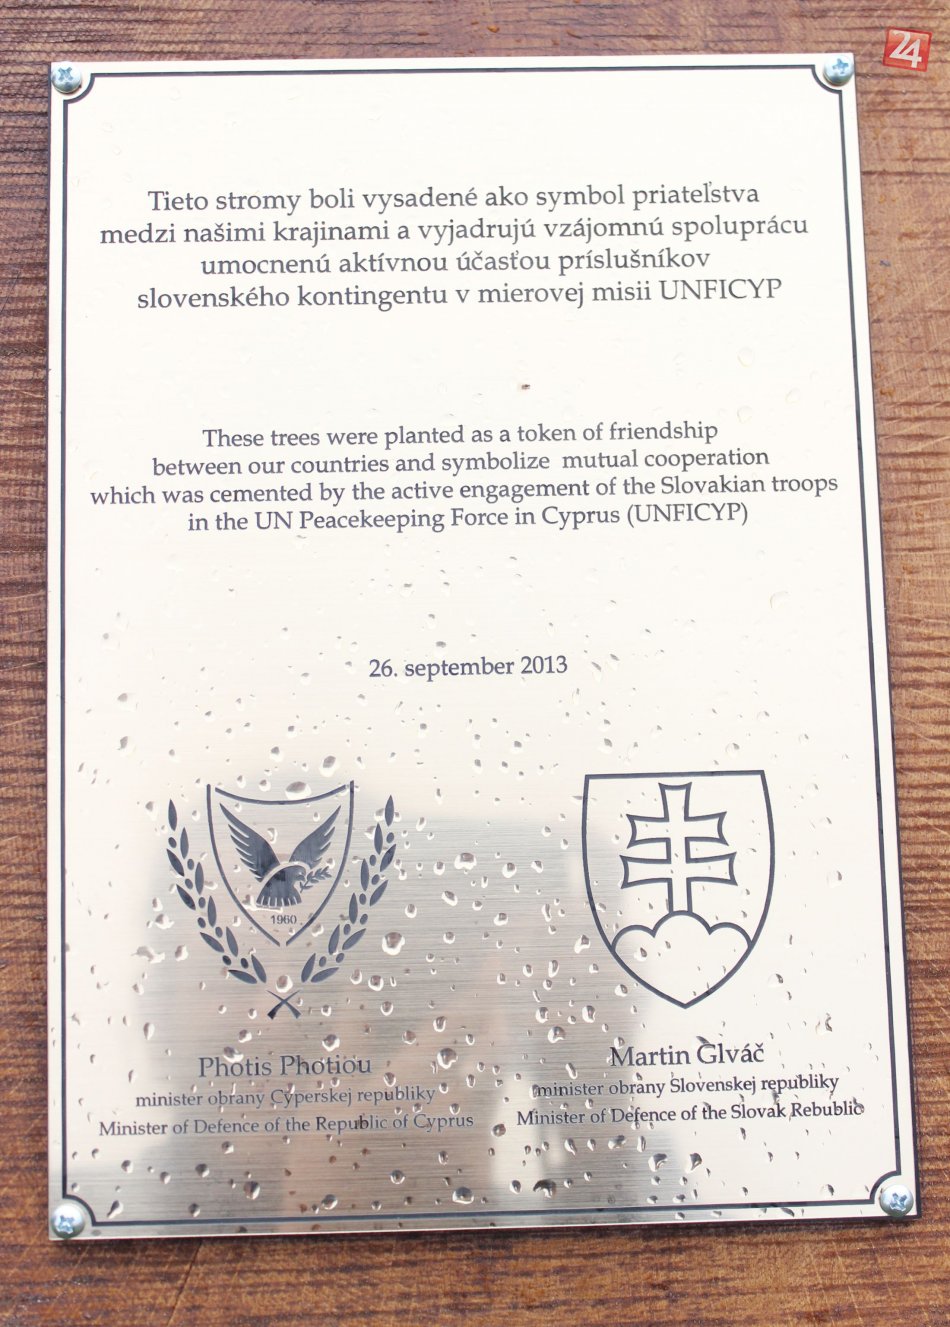 24
Tieto stromy boli vysadené ako symbol priateľstva
medzi našimi krajinami a vyjadrujú vzájomnú spoluprácu
umocnenú aktívnou účasťou príslušníkov
slovenského kontingentu v mierovej misii UNFICYP
These trees were planted as a token of friendship
between our countries and symbolize mutual cooperation
which was cemented by the active engagement of the Slovakian troops
in the UN Peacekeeping Force in Cyprus (UNFICYP)
26. september 2013
1960
Photis Photiou
minister obrany Cyperskej republiky
Minister of Defence of the Republic of Cyprus
Martin Glváč
minister obrany Slovenskej republiky
Minister of Defence of the Slovak Rebublic